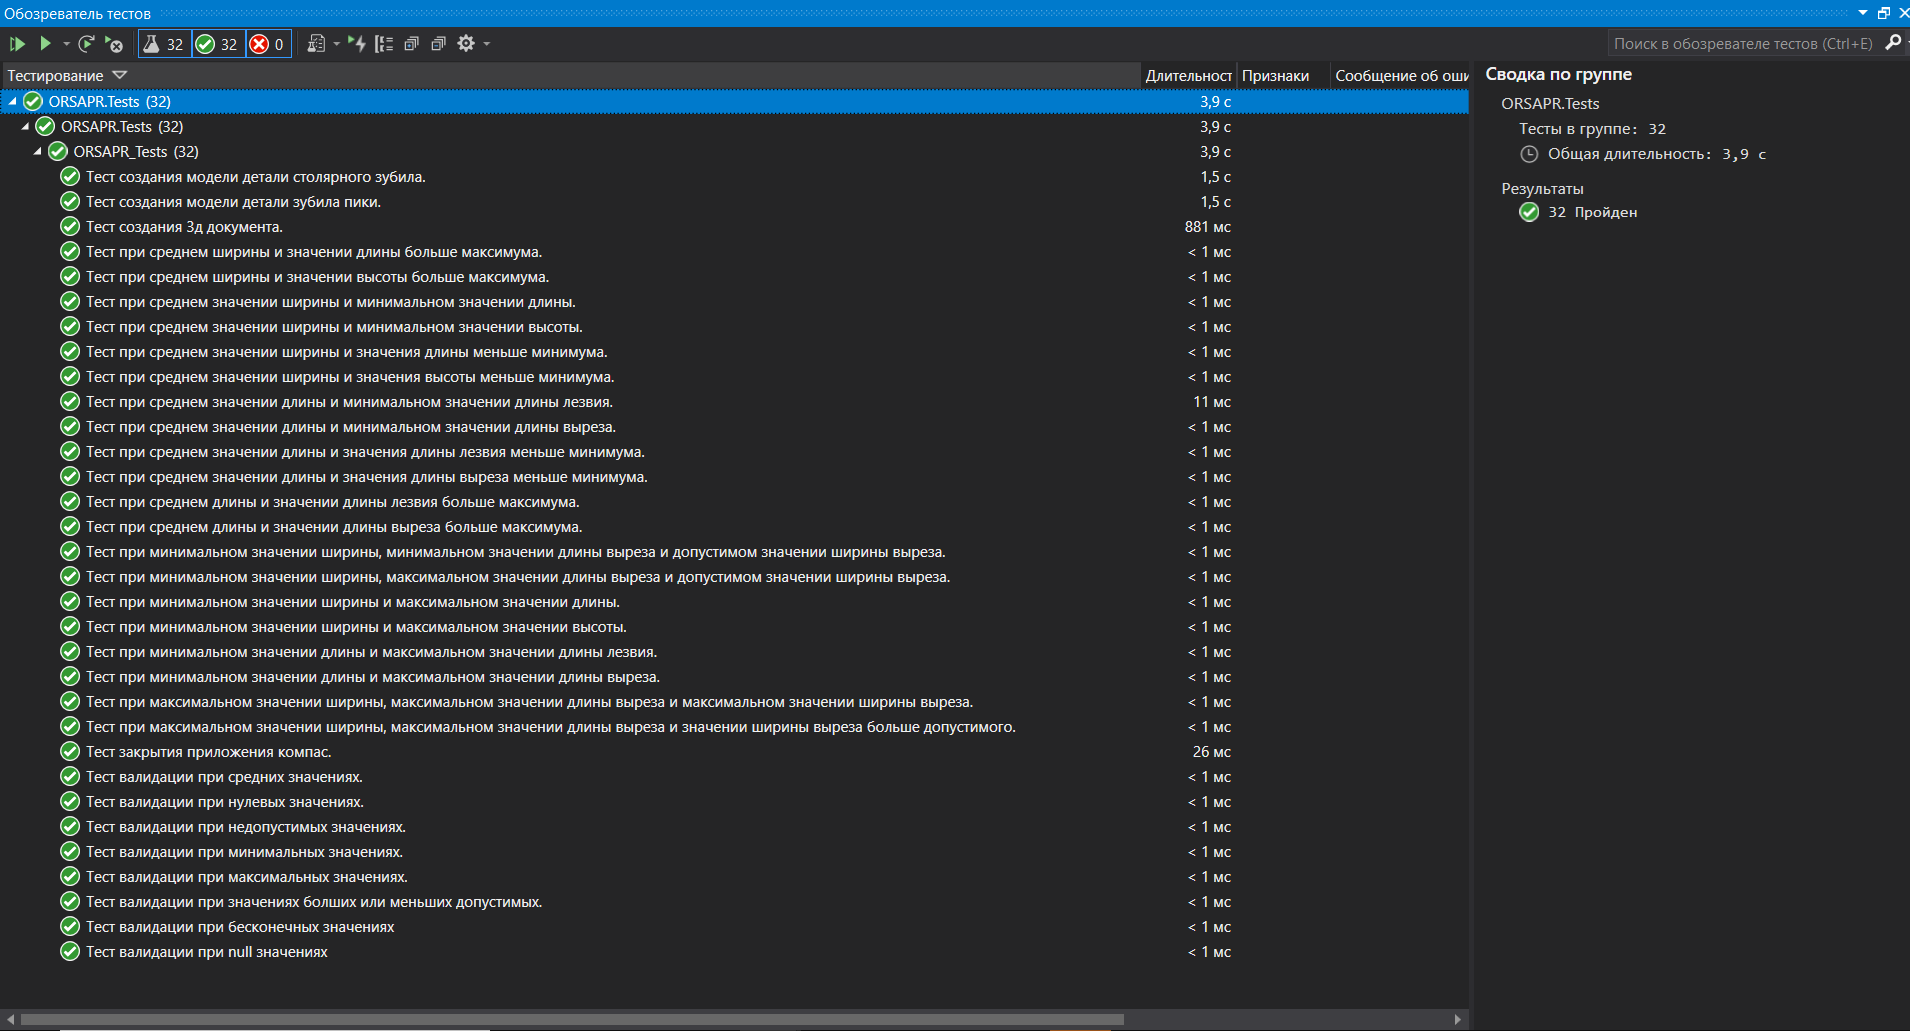 Обозреватель тестов
32 32 0
Поиск в обозревателе тестов (Ctrl+E)
Тестирование Длительност Признаки Сообщение об оши
ORSAPR.Tests (32) 3,9 с
ORSAPR.Tests (32) 3,9 с
ORSAPR_Tests (32) 3,9 с
Тест создания модели детали столярного зубила. 1,5 с
Тест создания модели детали зубила пики. 1,5 с
Тест создания 3д документа. 881 мс
Тест при среднем ширины и значении длины больше максимума. < 1 мс
Тест при среднем ширины и значении высоты больше максимума. < 1 мс
Тест при среднем значении ширины и минимальном значении длины. < 1 мс
Тест при среднем значении ширины и минимальном значении высоты. < 1 мс
Тест при среднем значении ширины и значения длины меньше минимума. < 1 мс
Тест при среднем значении ширины и значения высоты меньше минимума. < 1 мс
Тест при среднем значении длины и минимальном значении длины лезвия. 11 мс
Тест при среднем значении длины и минимальном значении длины выреза. < 1 мс
Тест при среднем значении длины и значения длины лезвия меньше минимума. < 1 мс
Тест при среднем значении длины и значения длины выреза меньше минимума. < 1 мс
Тест при среднем длины и значении длины лезвия больше максимума. < 1 мс
Тест при среднем длины и значении длины выреза больше максимума. < 1 мс
Тест при минимальном значении ширины, минимальном значении длины выреза и допустимом значении ширины выреза. < 1 мс
Тест при минимальном значении ширины, максимальном значении длины выреза и допустимом значении ширины выреза. < 1 мс
Тест при минимальном значении ширины и максимальном значении длины. < 1 мс
Тест при минимальном значении ширины и максимальном значении высоты. < 1 мс
Тест при минимальном значении длины и максимальном значении длины лезвия. < 1 мс
Тест при минимальном значении длины и максимальном значении длины выреза. < 1 мс
Тест при максимальном значении ширины, максимальном значении длины выреза и максимальном значении ширины выреза. < 1 мс
Тест при максимальном значении ширины, максимальном значении длины выреза и значении ширины выреза больше допустимого. < 1 мс
Тест закрытия приложения компас. 26 мс
Тест валидации при средних значениях. < 1 мс
Тест валидации при нулевых значениях. < 1 мс
Тест валидации при недопустимых значениях. < 1 мс
Тест валидации при минимальных значениях. < 1 мс
Тест валидации при максимальных значениях. < 1 мс
Тест валидации при значениях болших или меньших допустимых. < 1 мс
Тест валидации при бесконечных значениях < 1 мс
Тест валидации при null значениях < 1 мс
Сводка по группе
ORSAPR.Tests
Тесты в группе: 32
Общая длительность: 3,9 с
Результаты
32 Пройден